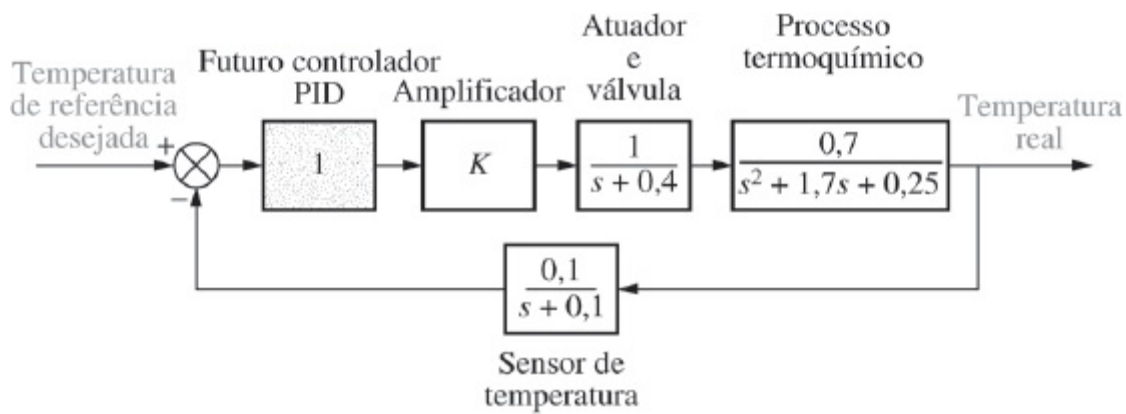 Temperatura
de referência
desejada
+
−
Futuro controlador
PID
1
Amplificador
K
Atuador
e
válvula
1
s + 0,4
Processo
termoquímico
0,7
s² + 1,7s + 0,25
Temperatura
real
0,1
s + 0,1
Sensor de
temperatura